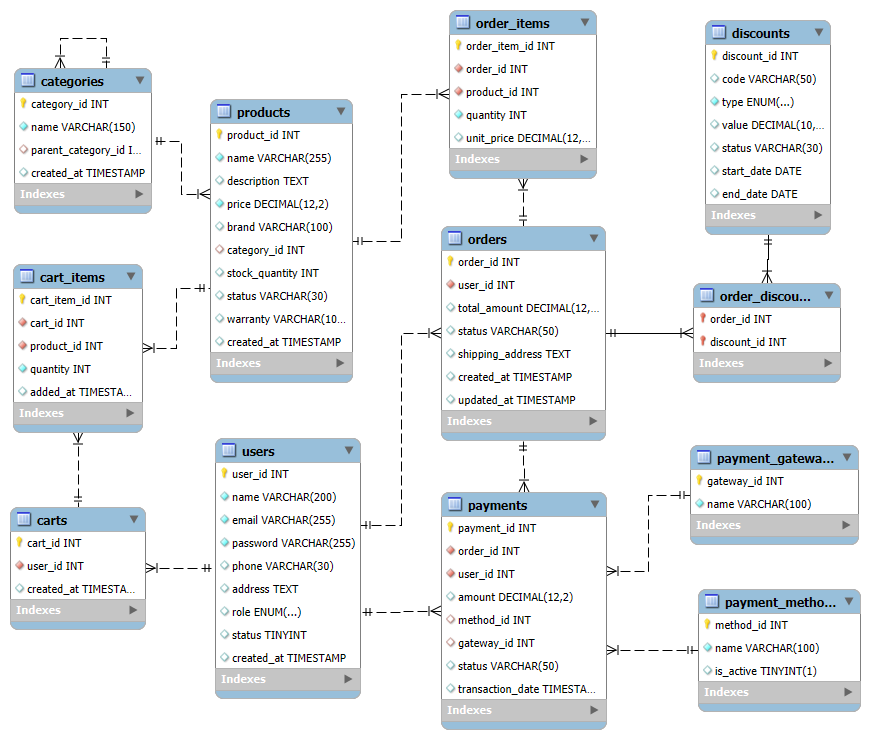 categories
category_id INT
name VARCHAR(150)
parent_category_id I...
created_at TIMESTAMP
Indexes
products
product_id INT
name VARCHAR(255)
description TEXT
price DECIMAL(12,2)
brand VARCHAR(100)
category_id INT
stock_quantity INT
status VARCHAR(30)
warranty VARCHAR(10...
created_at TIMESTAMP
Indexes
order_items
order_item_id INT
order_id INT
product_id INT
quantity INT
unit_price DECIMAL(12,...
Indexes
discounts
discount_id INT
code VARCHAR(50)
type ENUM(...)
value DECIMAL(10,...
status VARCHAR(30)
start_date DATE
end_date DATE
Indexes
cart_items
cart_item_id INT
cart_id INT
product_id INT
quantity INT
added_at TIMESTA...
Indexes
orders
order_id INT
user_id INT
total_amount DECIMAL(12,...
status VARCHAR(50)
shipping_address TEXT
created_at TIMESTAMP
updated_at TIMESTAMP
Indexes
order_discou...
order_id INT
discount_id INT
Indexes
carts
cart_id INT
user_id INT
created_at TIMESTA...
Indexes
users
user_id INT
name VARCHAR(200)
email VARCHAR(255)
password VARCHAR(255)
phone VARCHAR(30)
address TEXT
role ENUM(...)
status TINYINT
created_at TIMESTAMP
Indexes
payments
payment_id INT
order_id INT
user_id INT
amount DECIMAL(12,2)
method_id INT
gateway_id INT
status VARCHAR(50)
transaction_date TIMESTA...
Indexes
payment_gatewa...
gateway_id INT
name VARCHAR(100)
Indexes
payment_metho...
method_id INT
name VARCHAR(100)
is_active TINYINT(1)
Indexes